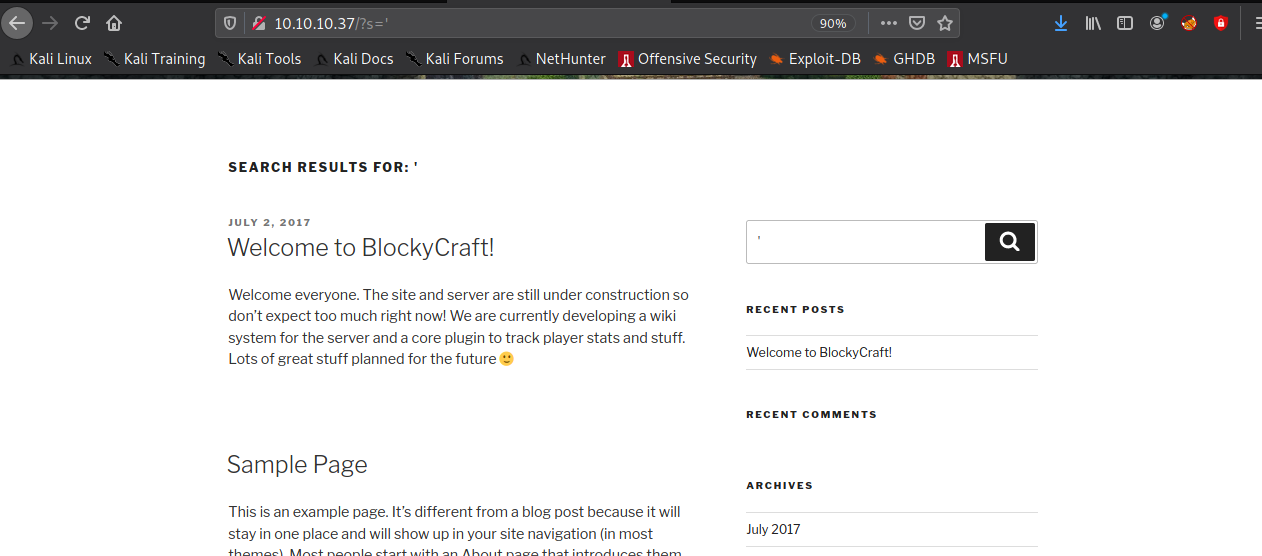 10.10.10.37/?s='
90%
Kali Linux Kali Training Kali Tools Kali Docs Kali Forums NetHunter Offensive Security Exploit-DB GHDB MSFU
SEARCH RESULTS FOR: '
JULY 2, 2017
Welcome to BlockyCraft!
Welcome everyone. The site and server are still under construction so
don’t expect too much right now! We are currently developing a wiki
system for the server and a core plugin to track player stats and stuff.
Lots of great stuff planned for the future
Sample Page
This is an example page. It’s different from a blog post because it will
stay in one place and will show up in your site navigation (in most
themes). Most people start with an About page that introduces them
'
RECENT POSTS
Welcome to BlockyCraft!
RECENT COMMENTS
ARCHIVES
July 2017